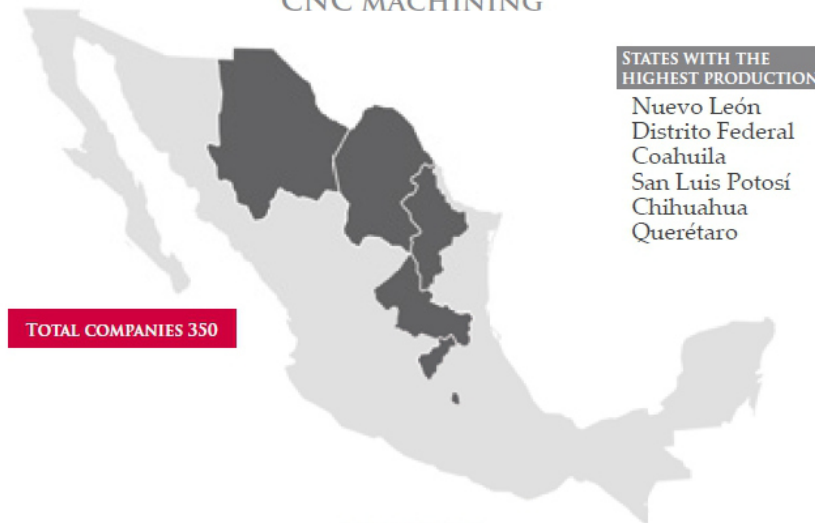 CNC MACHINING
STATES WITH THE
HIGHEST PRODUCTION
Nuevo León
Distrito Federal
Coahuila
San Luis Potosí
Chihuahua
Querétaro
TOTAL COMPANIES 350